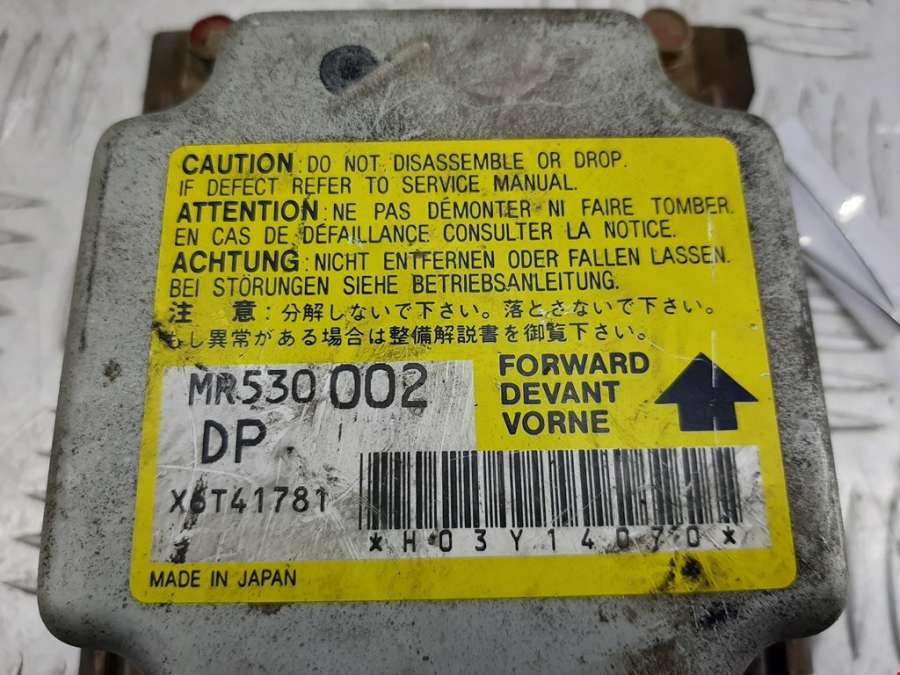 CAUTION : DO NOT DISASSEMBLE OR DROP.
IF DEFECT REFER TO SERVICE MANUAL.
ATTENTION : NE PAS DÉMONTER NI FAIRE TOMBER.
EN CAS DE DÉFAILLANCE CONSULTER LA NOTICE.
ACHTUNG : NICHT ENTFERNEN ODER FALLEN LASSEN.
BEI STÖRUNGEN SIEHE BETRIEBSANLEITUNG.
注 意 : 分解しないで下さい。落とさないで下さい。
もし異常がある場合は整備解説書を御覧下さい。
MR530 002
DP
X6T41781
FORWARD
DEVANT
VORNE
*H03Y14070*
MADE IN JAPAN